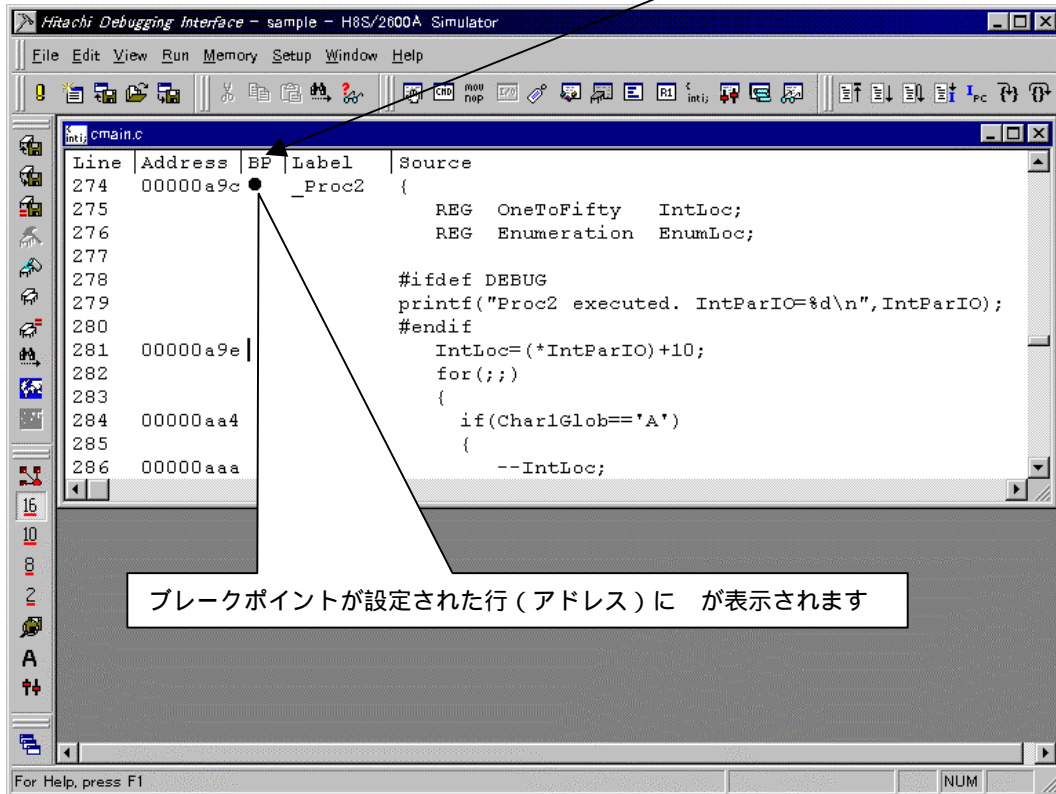 Hitachi Debugging Interface - sample - H8S/2600A Simulator
File Edit View Run Memory Setup Window Help
cmain.c
Line Address BP Label Source
274 00000a9c ● _Proc2 {
275 REG OneToFifty IntLoc;
276 REG Enumeration EnumLoc;
277
278 #ifdef DEBUG
279 printf("Proc2 executed. IntParIO=%d\n",IntParIO);
280 #endif
281 00000a9e IntLoc=(*IntParIO)+10;
282 for(;;)
283 {
284 00000aa4 if(Char1Glob=='A')
285 {
286 00000aaa --IntLoc;
16
10
8
2
A
ブレークポイントが設定された行(アドレス)に が表示されます
For Help, press F1
NUM